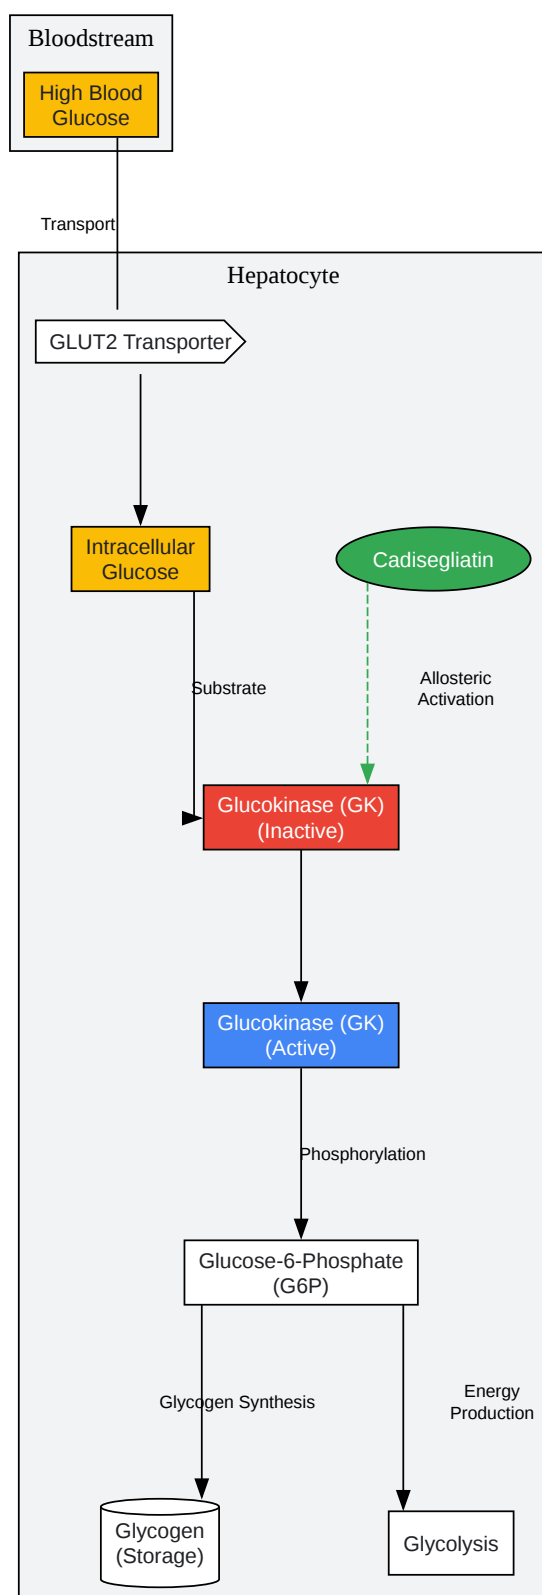 Bloodstream
High Blood
Glucose
Transport
Hepatocyte
GLUT2 Transporter
Intracellular
Glucose
Cadisegliatin
Substrate
Allosteric
Activation
Glucokinase (GK)
(Inactive)
Glucokinase (GK)
(Active)
Phosphorylation
Glucose-6-Phosphate
(G6P)
Glycogen Synthesis
Energy
Production
Glycogen
(Storage)
Glycolysis